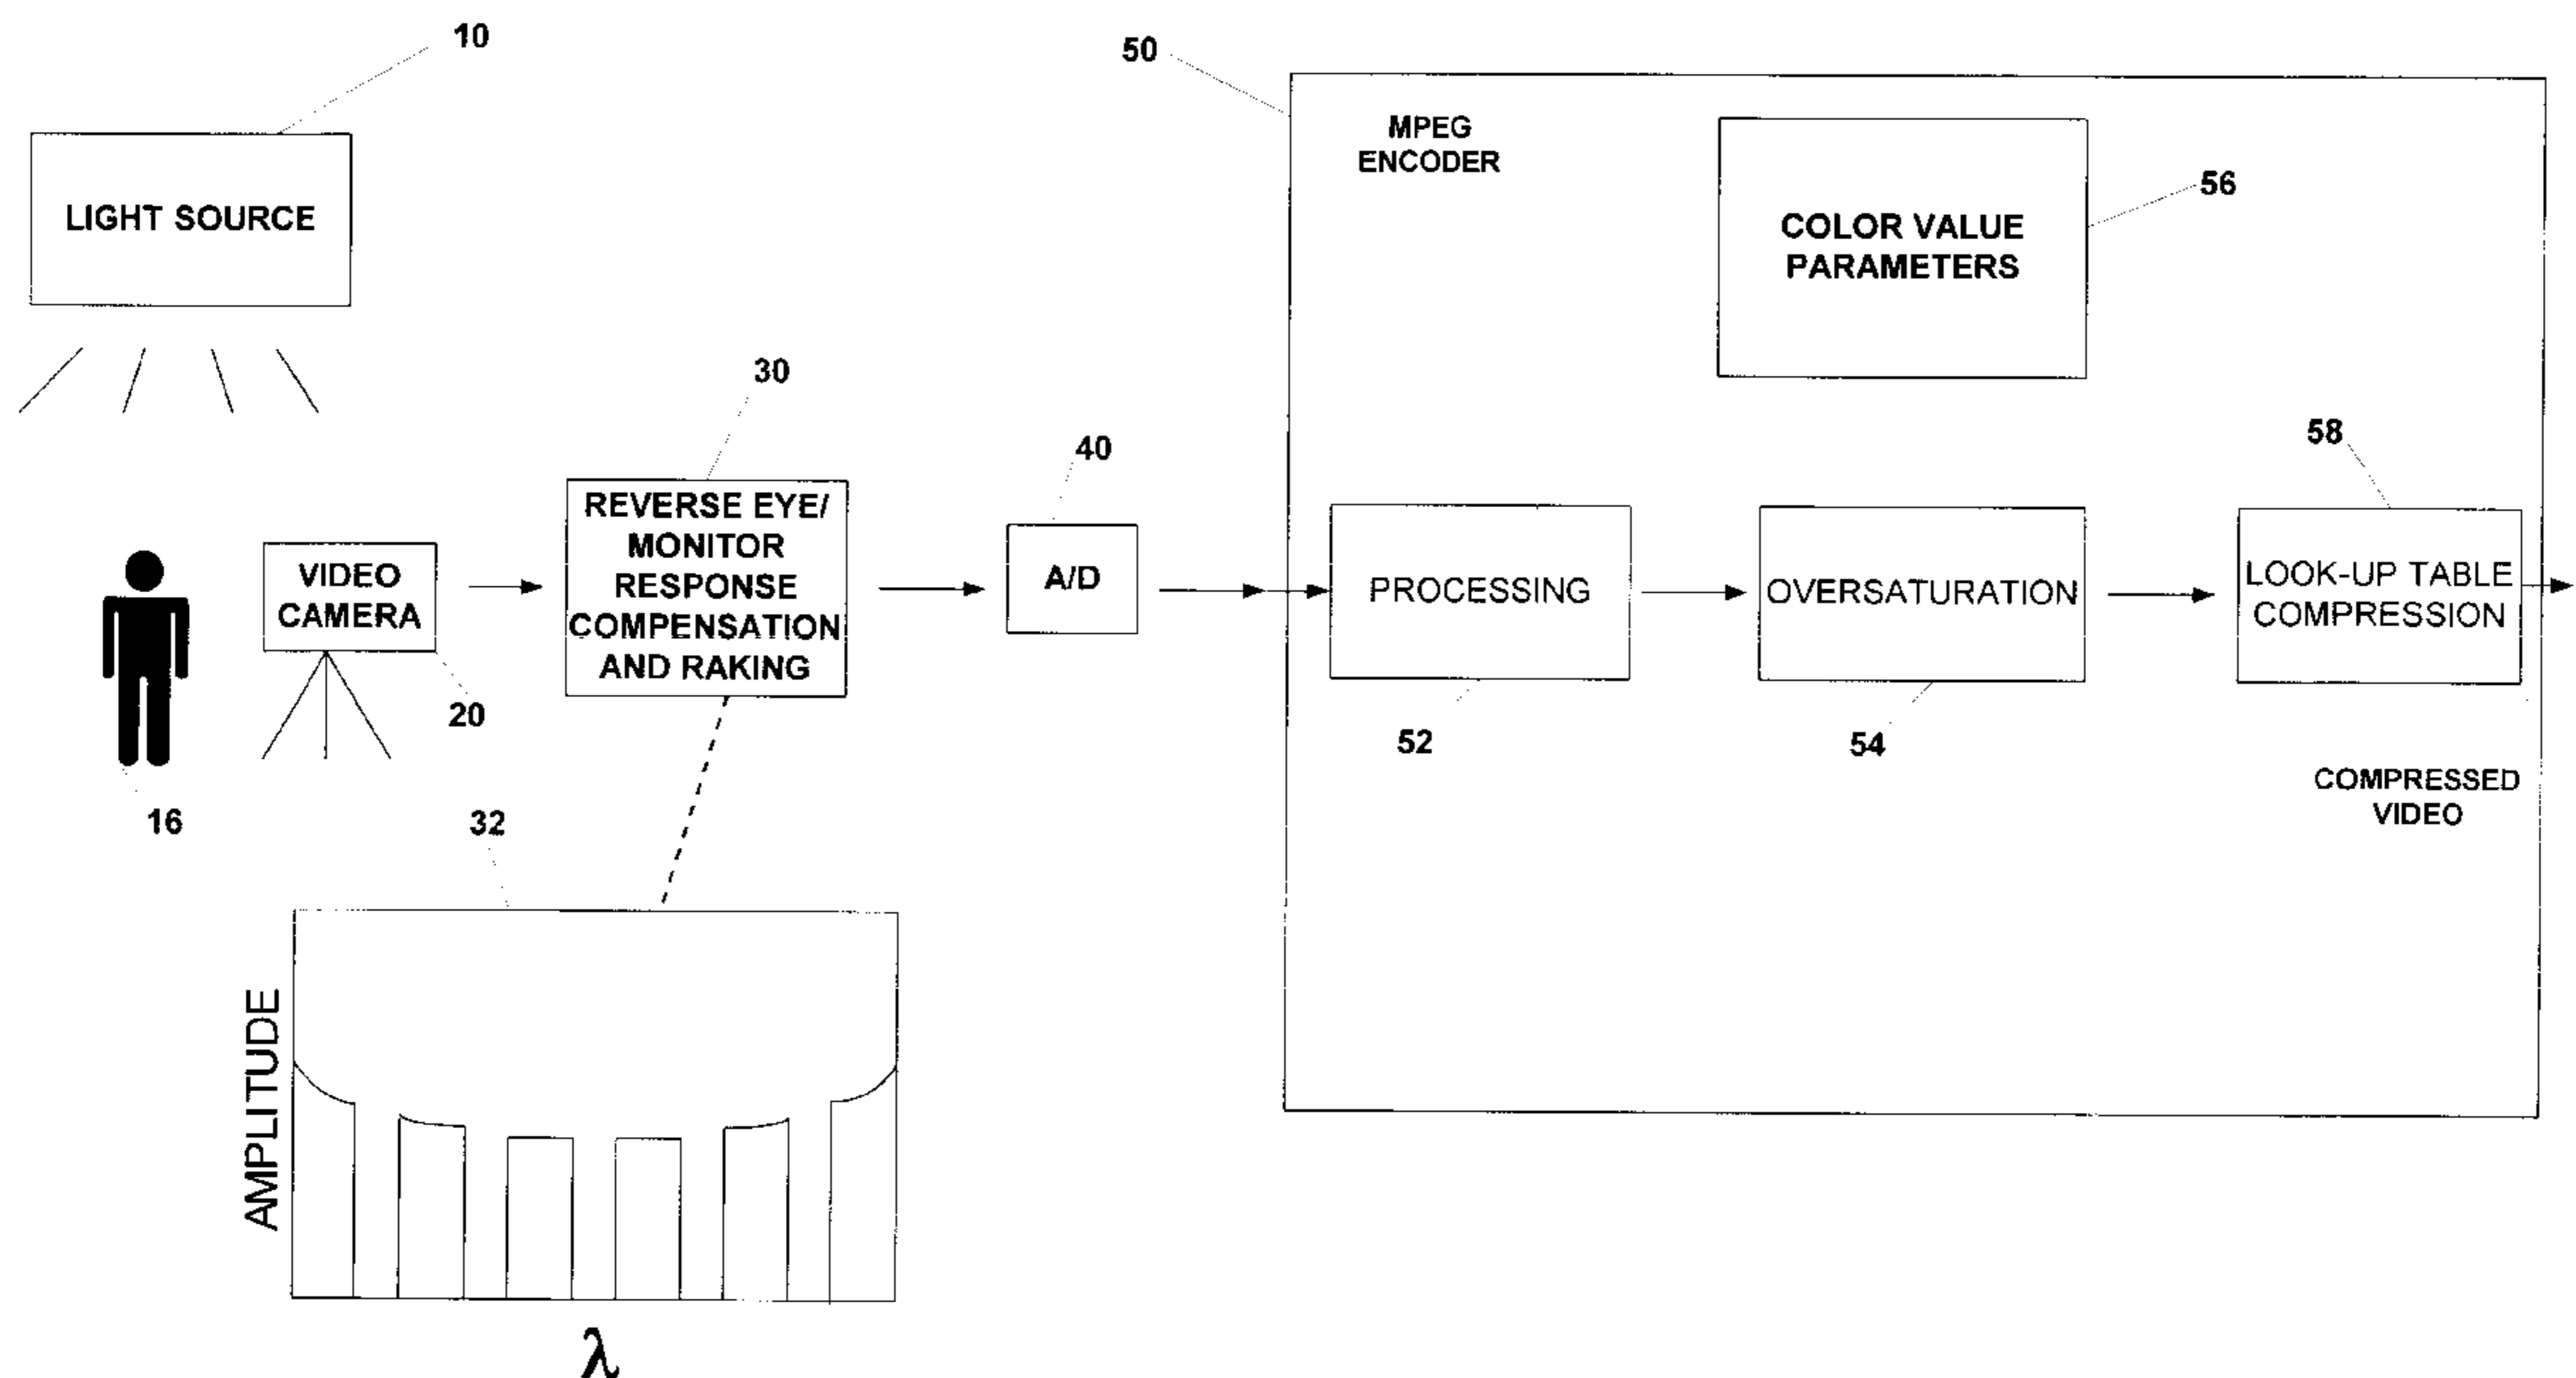 10
LIGHT SOURCE
16
VIDEO
CAMERA
20
30
REVERSE EYE/
MONITOR
RESPONSE
COMPENSATION
AND RAKING
32
AMPLITUDE
λ
40
A/D
50
MPEG
ENCODER
COLOR VALUE
PARAMETERS
56
PROCESSING
52
OVERSATURATION
54
58
LOOK-UP TABLE
COMPRESSION
COMPRESSED
VIDEO